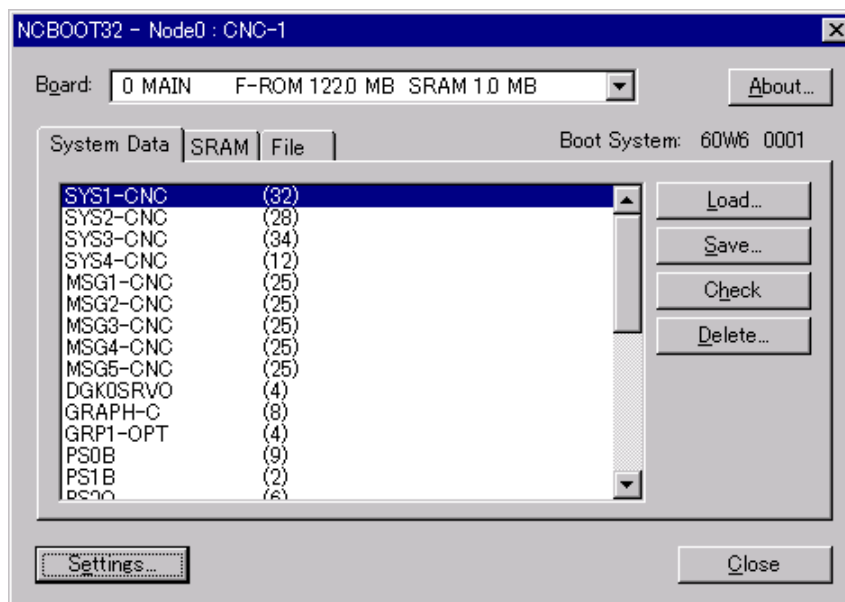 NCBOOT32 - Node0 : CNC-1
Board: 0 MAIN F-ROM 122.0 MB SRAM 1.0 MB About...
System Data SRAM File Boot System: 60W6 0001
SYS1-CNC (32) Load...
SYS2-CNC (28)
SYS3-CNC (34) Save...
SYS4-CNC (12)
MSG1-CNC (25) Check
MSG2-CNC (25)
MSG3-CNC (25) Delete...
MSG4-CNC (25)
MSG5-CNC (25)
DGK0SRVO (4)
GRAPH-C (8)
GRP1-OPT (4)
PS0B (9)
PS1B (2)
(6)
Settings... Close